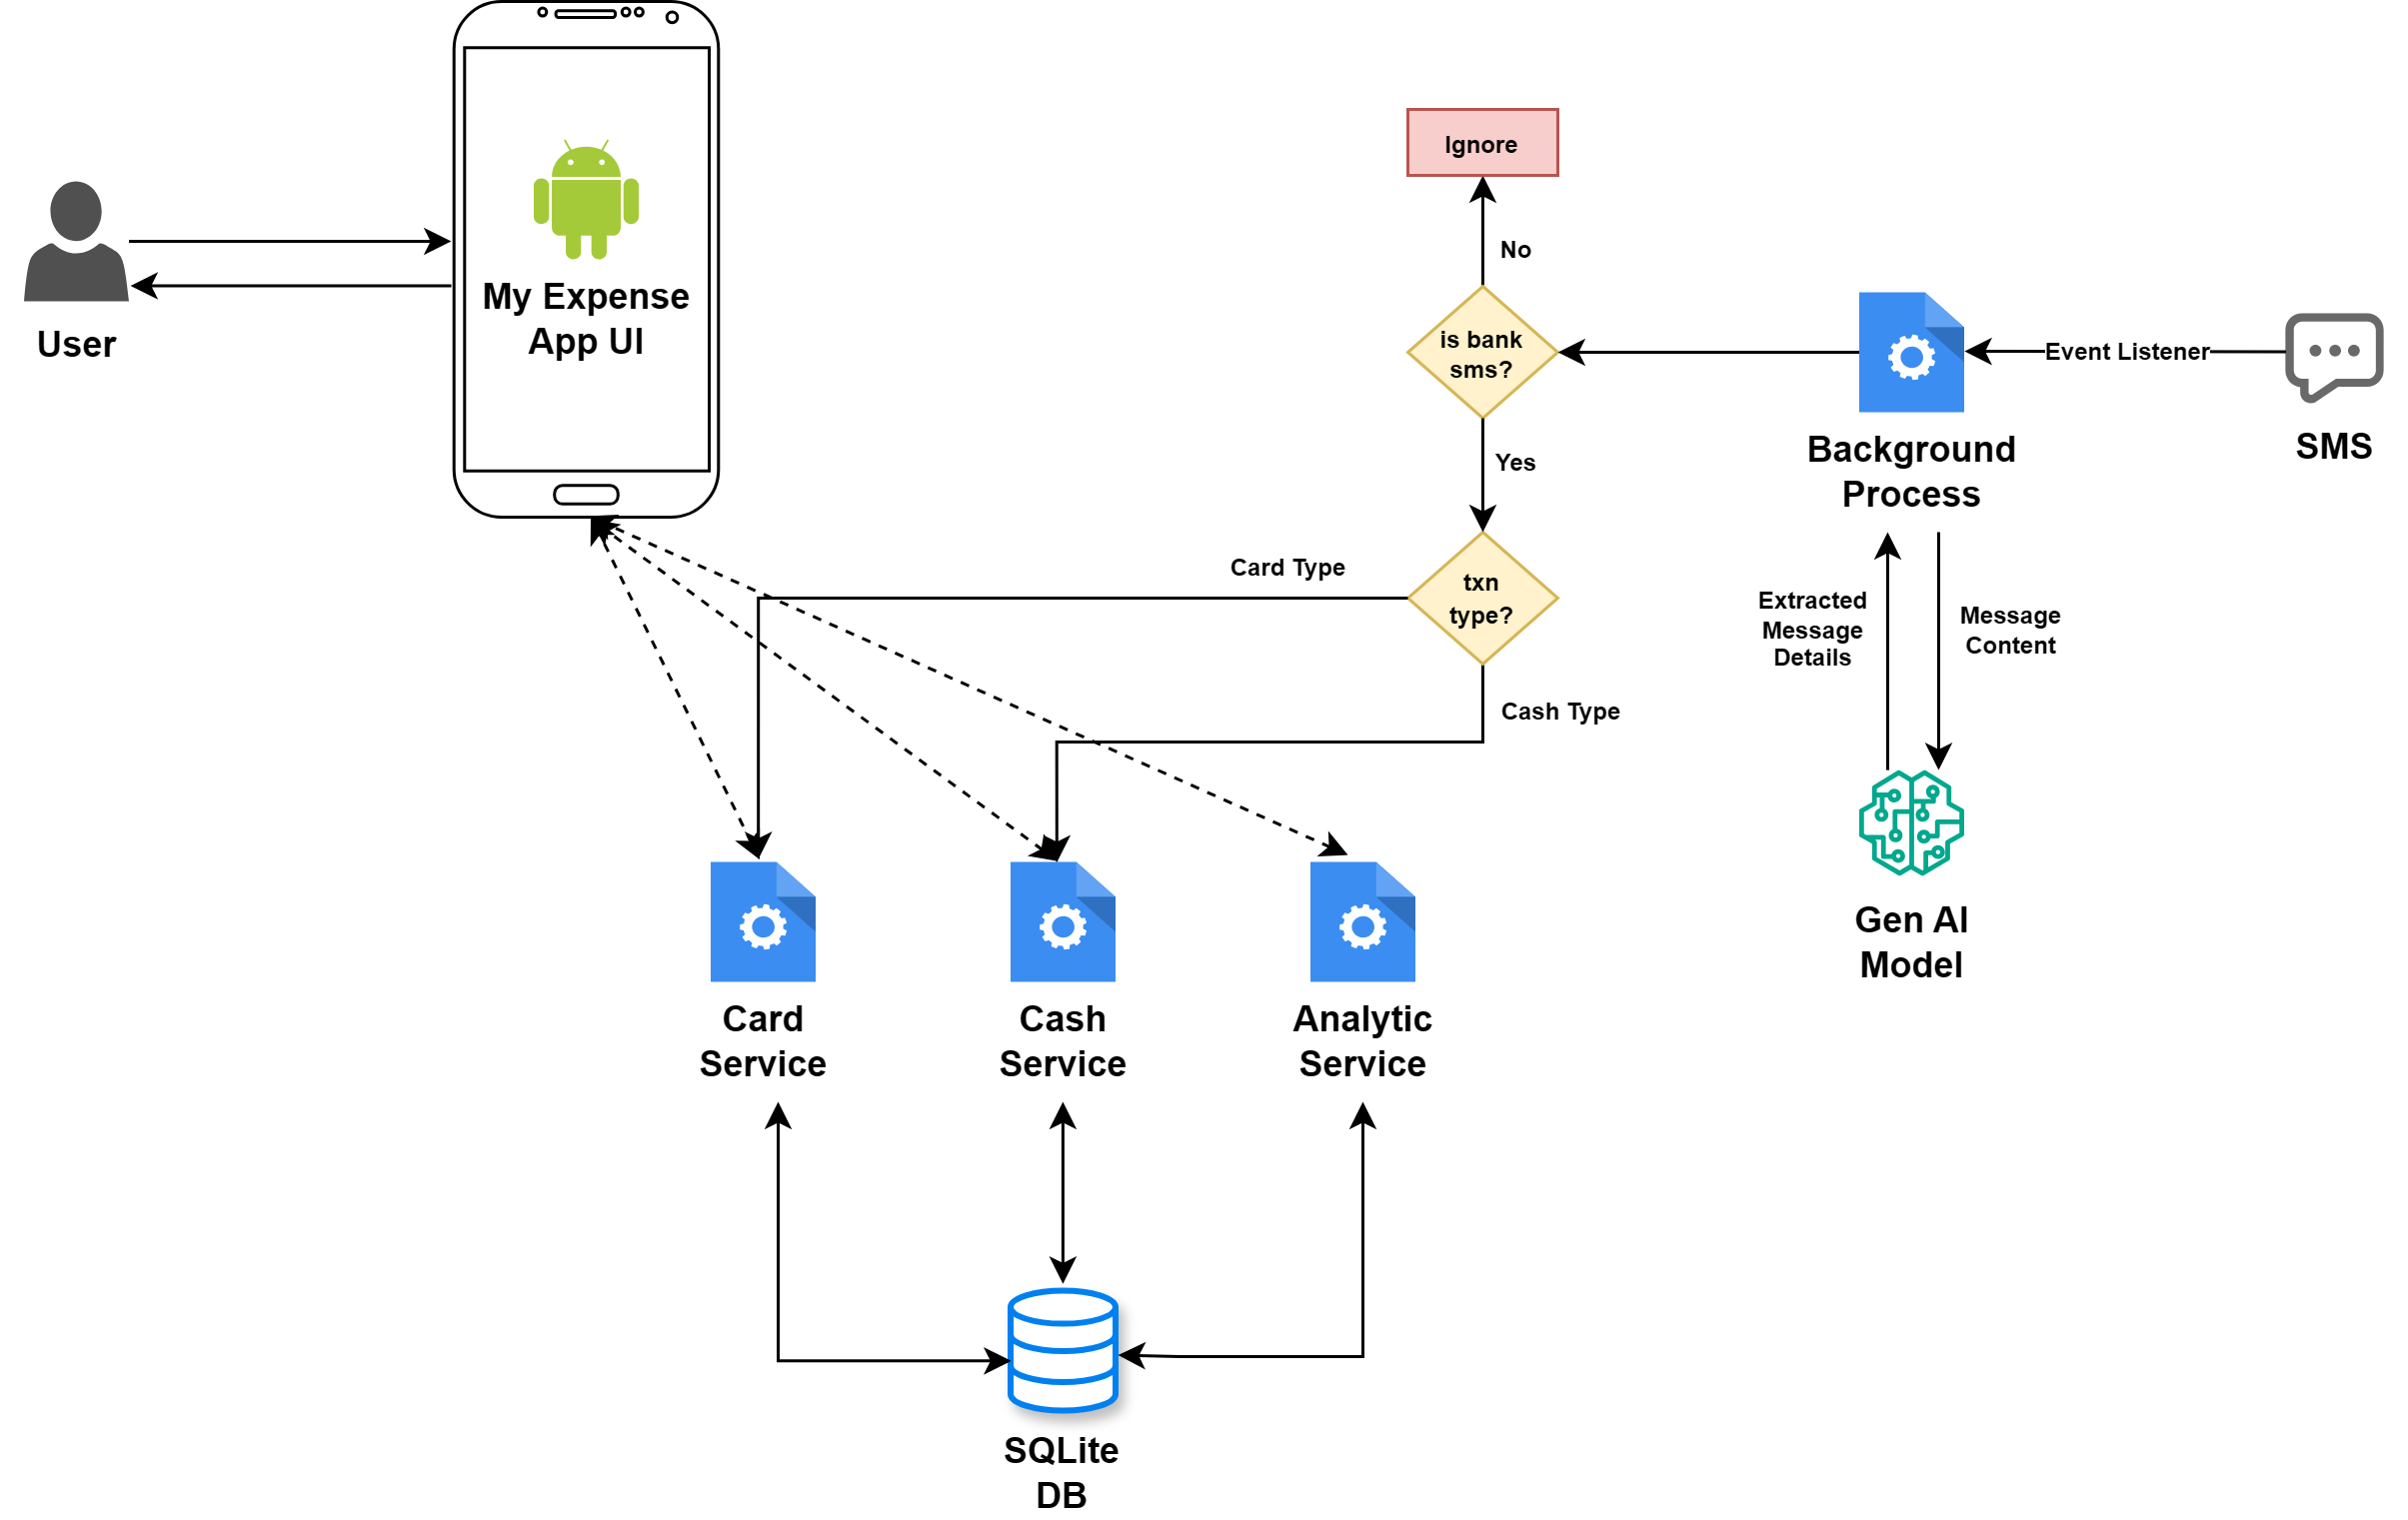 User
My Expense
App UI
Ignore
No
is bank
sms?
Yes
txn
type?
Card Type
Cash Type
Background
Process
Event Listener
SMS
Extracted
Message
Details
Message
Content
Gen AI
Model
Card
Service
Cash
Service
Analytic
Service
SQLite
DB